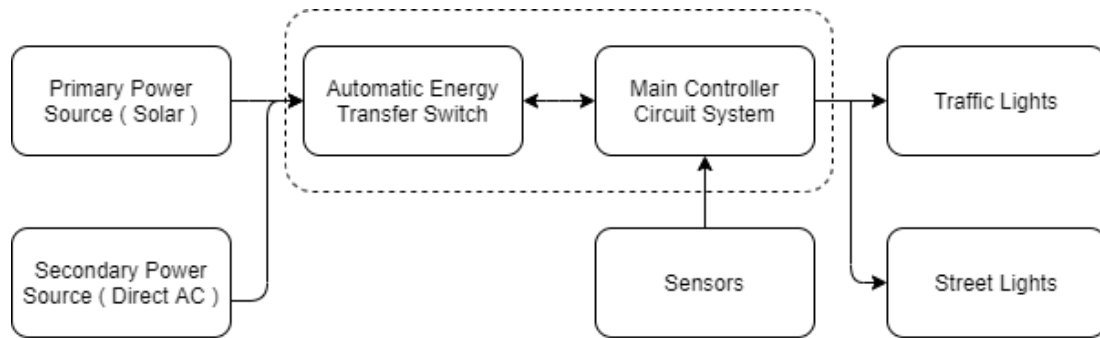 Primary Power
Source ( Solar )
Automatic Energy
Transfer Switch
Main Controller
Circuit System
Traffic Lights
Secondary Power
Source ( Direct AC )
Sensors
Street Lights